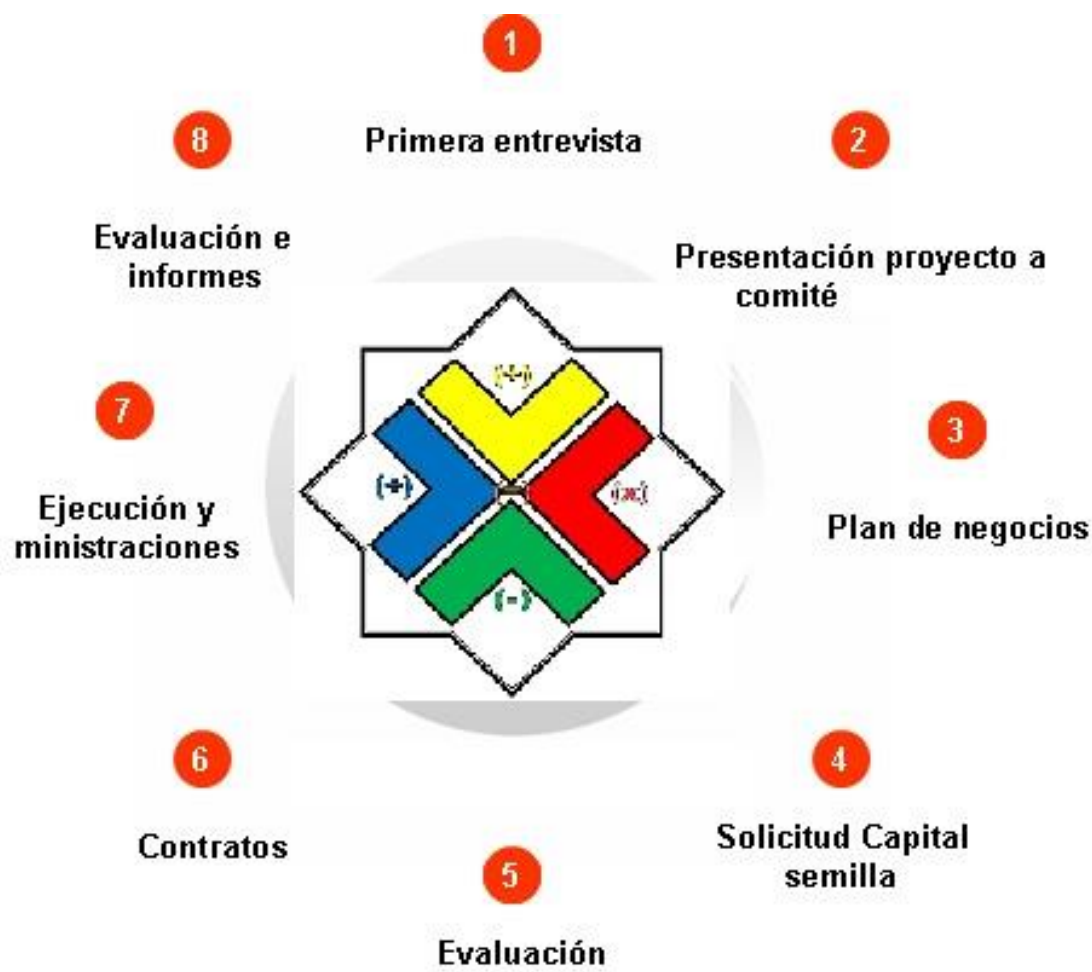 1
Primera entrevista
2
Presentación proyecto a
comité
3
Plan de negocios
4
Solicitud Capital
semilla
5
Evaluación
6
Contratos
7
Ejecución y
ministraciones
8
Evaluación e
informes
(÷)
(+)
(x)
(-)